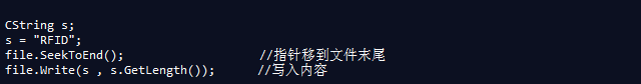 CString s;
s = "RFID";
file.SeekToEnd();                  //指针移到文件末尾
file.Write(s , s.GetLength());     //写入内容